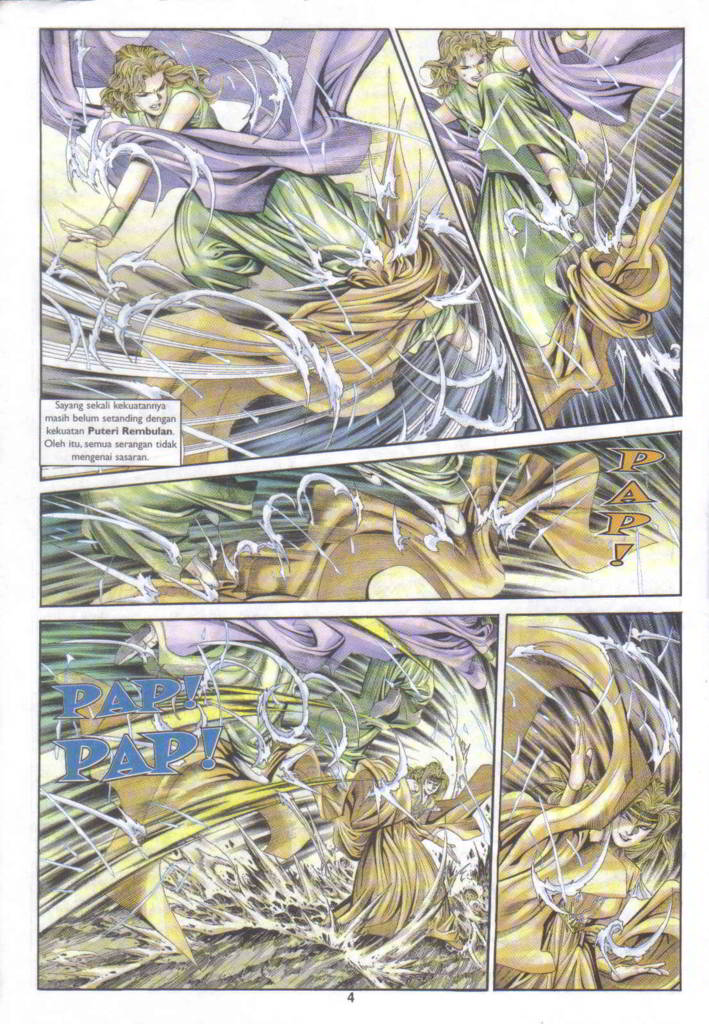 Sayang sekali kekuatannya
masih belum setanding dengan
kekuatan Puteri Rembulan.
Oleh itu, semua serangan tidak
mengenai sasaran.
PAP!
PAP!
PAP!
4